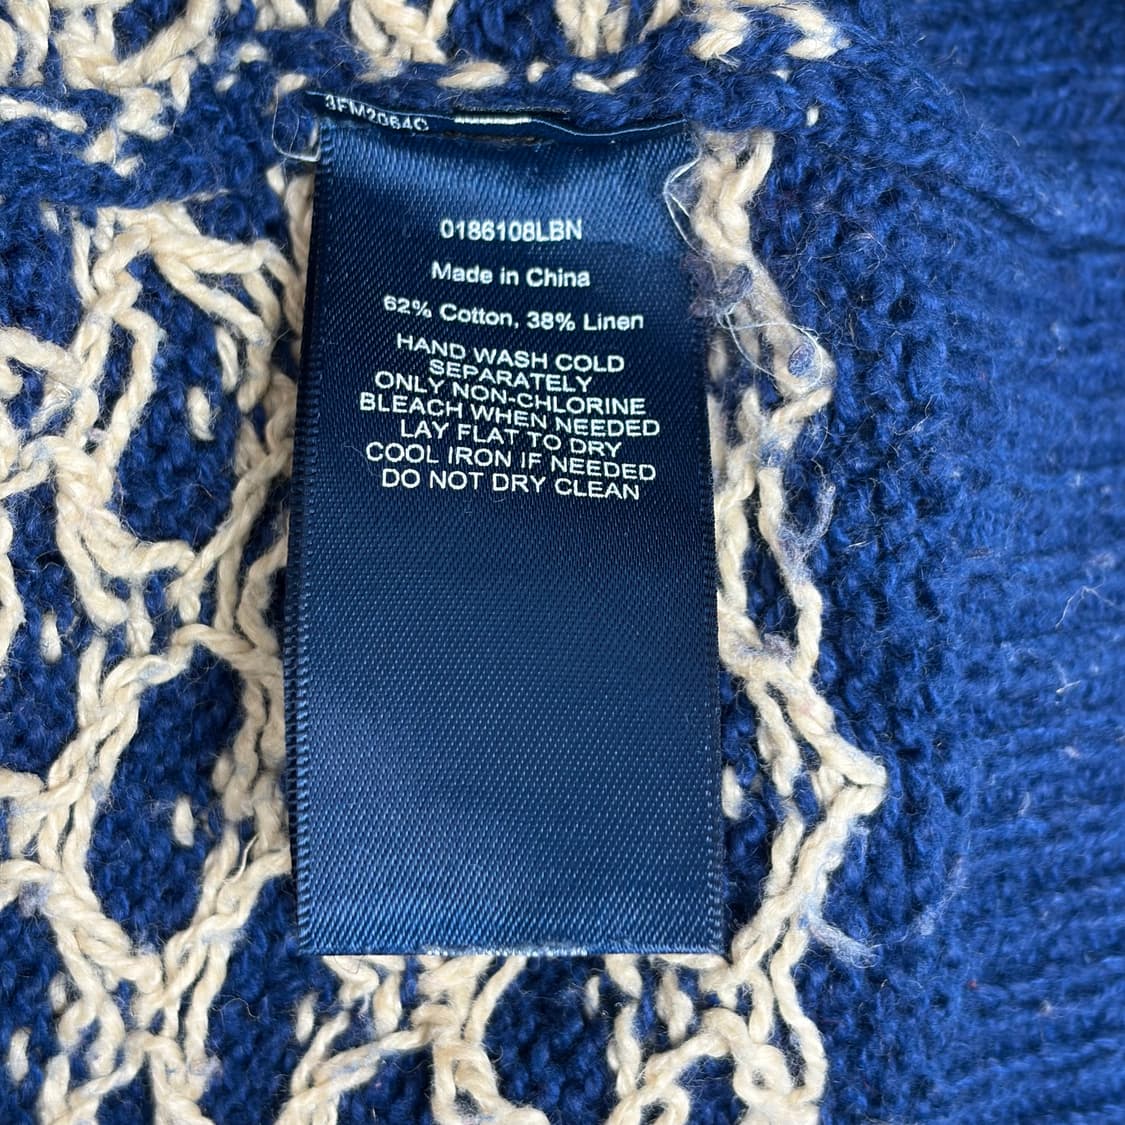 3FM2064C
0186108LBN
Made in China
62% Cotton, 38% Linen
HAND WASH COLD
SEPARATELY
ONLY NON-CHLORINE
BLEACH WHEN NEEDED
LAY FLAT TO DRY
COOL IRON IF NEEDED
DO NOT DRY CLEAN